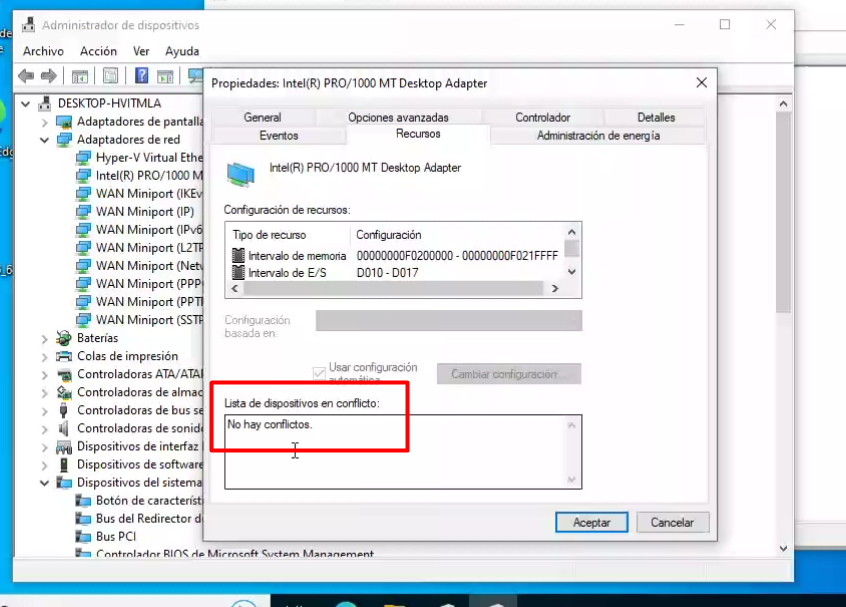 Administrador de dispositivos
Archivo Acción Ver Ayuda
DESKTOP-HVITMLA
Adaptadores de pantalla
Adaptadores de red
Hyper-V Virtual Ethe
Intel(R) PRO/1000 M
WAN Miniport (IKEv
WAN Miniport (IP)
WAN Miniport (IPv6
WAN Miniport (L2TP
WAN Miniport (Netw
WAN Miniport (PPPO
WAN Miniport (PPTP
WAN Miniport (SSTP
Baterías
Colas de impresión
Controladoras ATA/ATAP
Controladoras de almac
Controladoras de bus se
Controladoras de sonido
Dispositivos de interfaz
Dispositivos de software
Dispositivos del sistema
Botón de característi
Bus del Redirector d
Bus PCI
Controlador BIOS de Microsoft System Management
Propiedades: Intel(R) PRO/1000 MT Desktop Adapter
General Opciones avanzadas Controlador Detalles
Eventos Recursos Administración de energía
Intel(R) PRO/1000 MT Desktop Adapter
Configuración de recursos:
Tipo de recurso Configuración
Intervalo de memoria 00000000F0200000 - 00000000F021FFFF
Intervalo de E/S D010 - D017
Configuración
basada en:
Usar configuración
automática
Cambiar configuración...
Lista de dispositivos en conflicto:
No hay conflictos.
Aceptar Cancelar